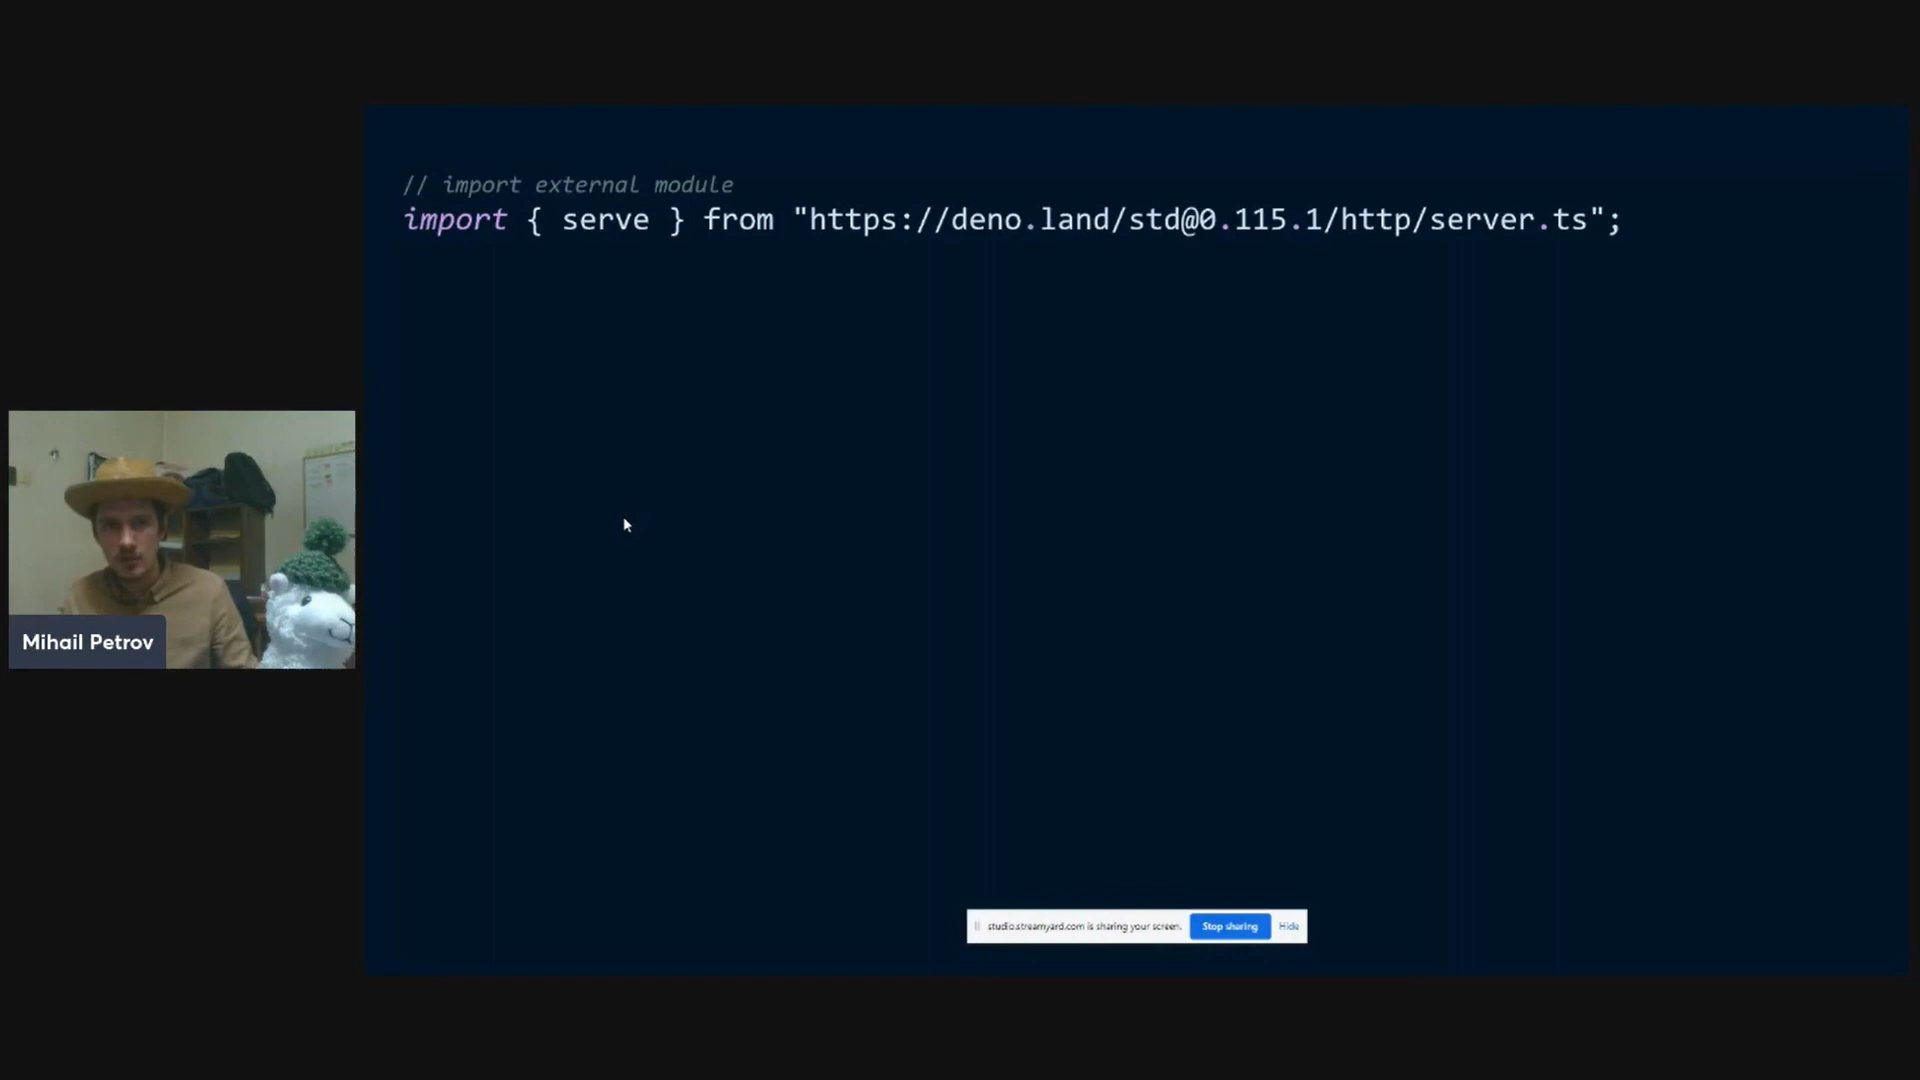 // import external module
import { serve } from "https://deno.land/std@0.115.1/http/server.ts";
Mihail Petrov
studio.streamyard.com is sharing your screen. Stop sharing Hide